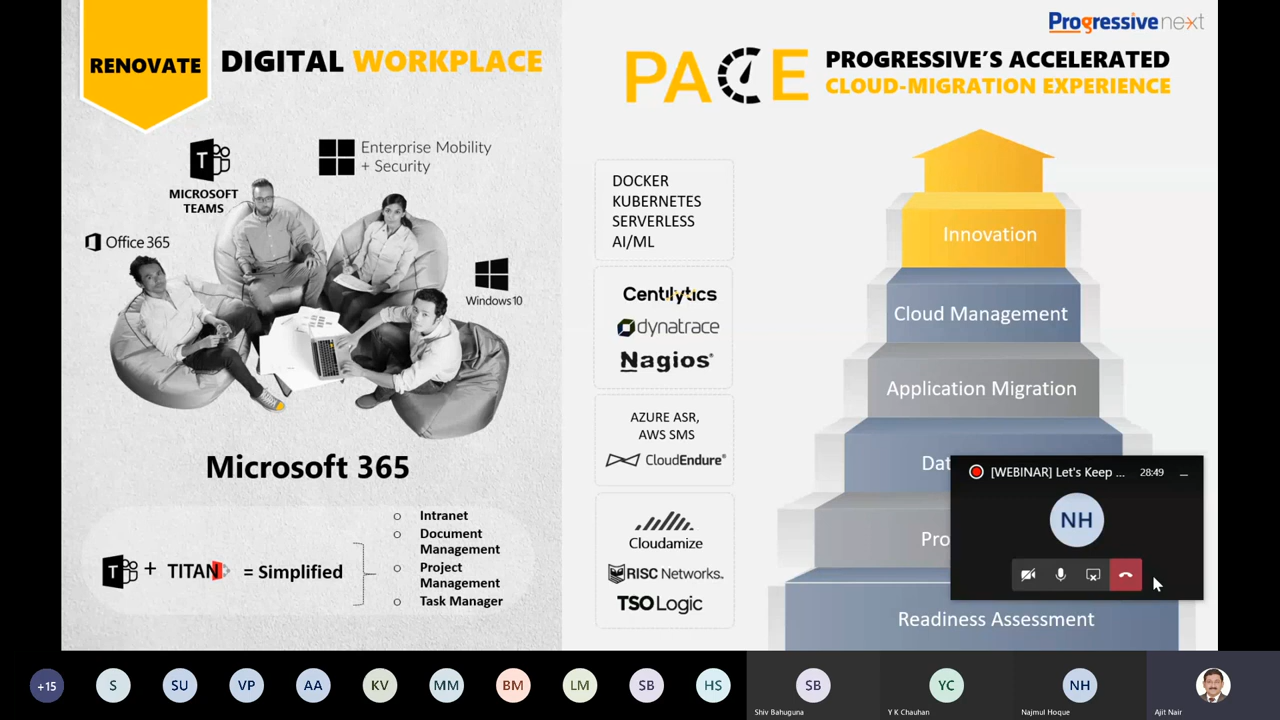 Progressive next
RENOVATE
DIGITAL WORKPLACE
MICROSOFT
TEAMS
Enterprise Mobility
+ Security
Office 365
Windows10
Microsoft 365
+ TITAN = Simplified
o Intranet
o Document
Management
o Project
Management
o Task Manager
PACE
PROGRESSIVE'S ACCELERATED
CLOUD-MIGRATION EXPERIENCE
DOCKER
KUBERNETES
SERVERLESS
AI/ML
Centilytics
dynatrace
Nagios®
AZURE ASR,
AWS SMS
CloudEndure®
Cloudamize
RISC NETWORKS.
TSO Logic
Innovation
Cloud Management
Application Migration
Dat
Pro
Readiness Assessment
[WEBINAR] Let's Keep ... 28:49
NH
+15 S SU VP AA KV MM BM LM SB HS SB YC NH
Shiv Bahuguna Y K Chauhan Najmul Hoque Ajit Nair